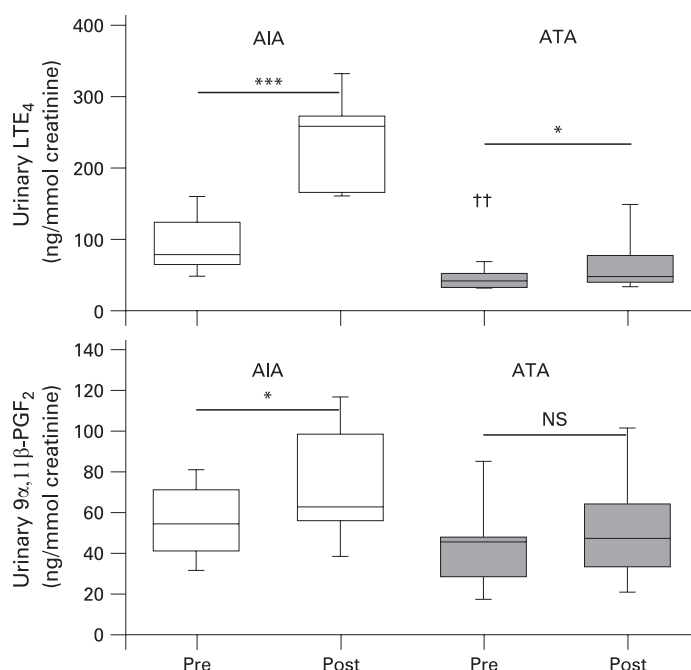 400
300
200
100
0
Urinary LTE₄
(ng/mmol creatinine)
AIA
ATA
***
*
††
140
120
100
80
60
40
20
0
Urinary 9α,11β-PGF₂
(ng/mmol creatinine)
AIA
ATA
*
NS
Pre
Post
Pre
Post